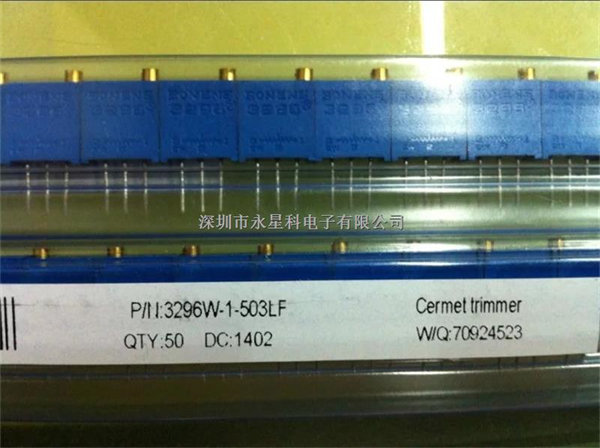 深圳市永星科电子有限公司
P/N:3296W-1-503LF
Cermet trimmer
QTY:50 DC:1402
W/Q:70924523